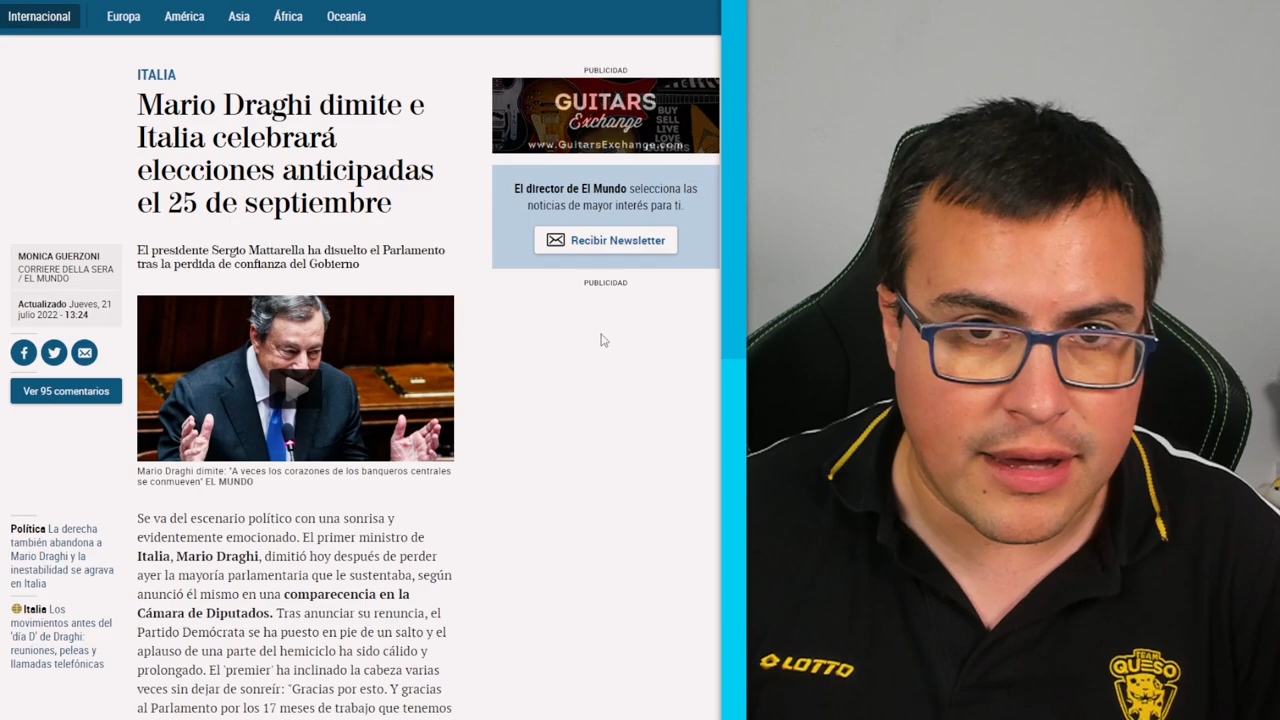 Internacional
Europa
América
Asia
África
Oceanía
ITALIA
Mario Draghi dimite e
Italia celebrará
elecciones anticipadas
el 25 de septiembre
El presidente Sergio Mattarella ha disuelto el Parlamento
tras la perdida de confianza del Gobierno
MONICA GUERZONI
CORRIERE DELLA SERA
/ EL MUNDO
Actualizado Jueves, 21
julio 2022 - 13:24
Ver 95 comentarios
Mario Draghi dimite: "A veces los corazones de los banqueros centrales
se conmueven" EL MUNDO
Política La derecha
también abandona a
Mario Draghi y la
inestabilidad se agrava
en Italia
Italia Los
movimientos antes del
'día D' de Draghi:
reuniones, peleas y
llamadas telefónicas
Se va del escenario político con una sonrisa y
evidentemente emocionado. El primer ministro de
Italia, Mario Draghi, dimitió hoy después de perder
ayer la mayoría parlamentaria que le sustentaba, según
anunció él mismo en una comparecencia en la
Cámara de Diputados. Tras anunciar su renuncia, el
Partido Demócrata se ha puesto en pie de un salto y el
aplauso de una parte del hemiciclo ha sido cálido y
prolongado. El 'premier' ha inclinado la cabeza varias
veces sin dejar de sonreír: "Gracias por esto. Y gracias
al Parlamento por los 17 meses de trabajo que tenemos
PUBLICIDAD
GUITARS
Exchange
BUY
SELL
LIVE
LOVE
www.GuitarsExchange.com
El director de El Mundo selecciona las
noticias de mayor interés para ti.
Recibir Newsletter
PUBLICIDAD
LOTTO
TEAM
QUESO